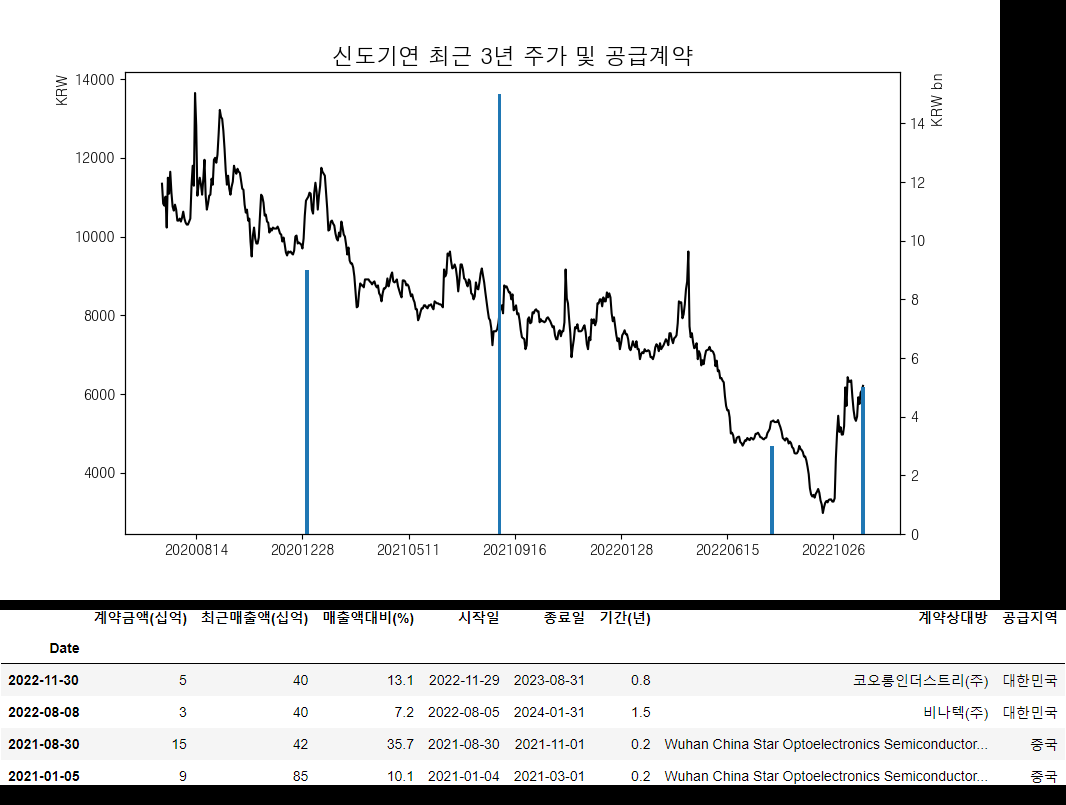 신도기연 최근 3년 주가 및 공급계약
KRW
KRW bn
14000
12000
10000
8000
6000
4000
14
12
10
8
6
4
2
0
20200814 20201228 20210511 20210916 20220128 20220615 20221026
계약금액(십억) 최근매출액(십억) 매출액대비(%) 시작일 종료일 기간(년) 계약상대방 공급지역
Date
2022-11-30 5 40 13.1 2022-11-29 2023-08-31 0.8 코오롱인더스트리(주) 대한민국
2022-08-08 3 40 7.2 2022-08-05 2024-01-31 1.5 비나텍(주) 대한민국
2021-08-30 15 42 35.7 2021-08-30 2021-11-01 0.2 Wuhan China Star Optoelectronics Semiconductor... 중국
2021-01-05 9 85 10.1 2021-01-04 2021-03-01 0.2 Wuhan China Star Optoelectronics Semiconductor... 중국